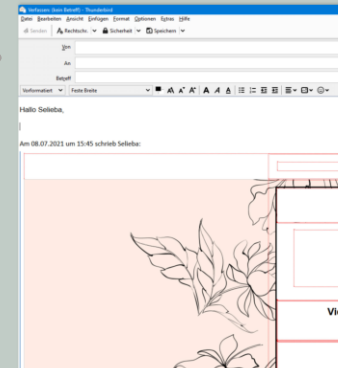 Verfassen: (kein Betreff) - Thunderbird
Datei Bearbeiten Ansicht Einfügen Format Optionen Extras Hilfe
Senden Rechtschr. Sicherheit Speichern
Von
An
Betreff
Vorformatiert Feste Breite
Hallo Selieba,
Am 08.07.2021 um 15:45 schrieb Selieba: